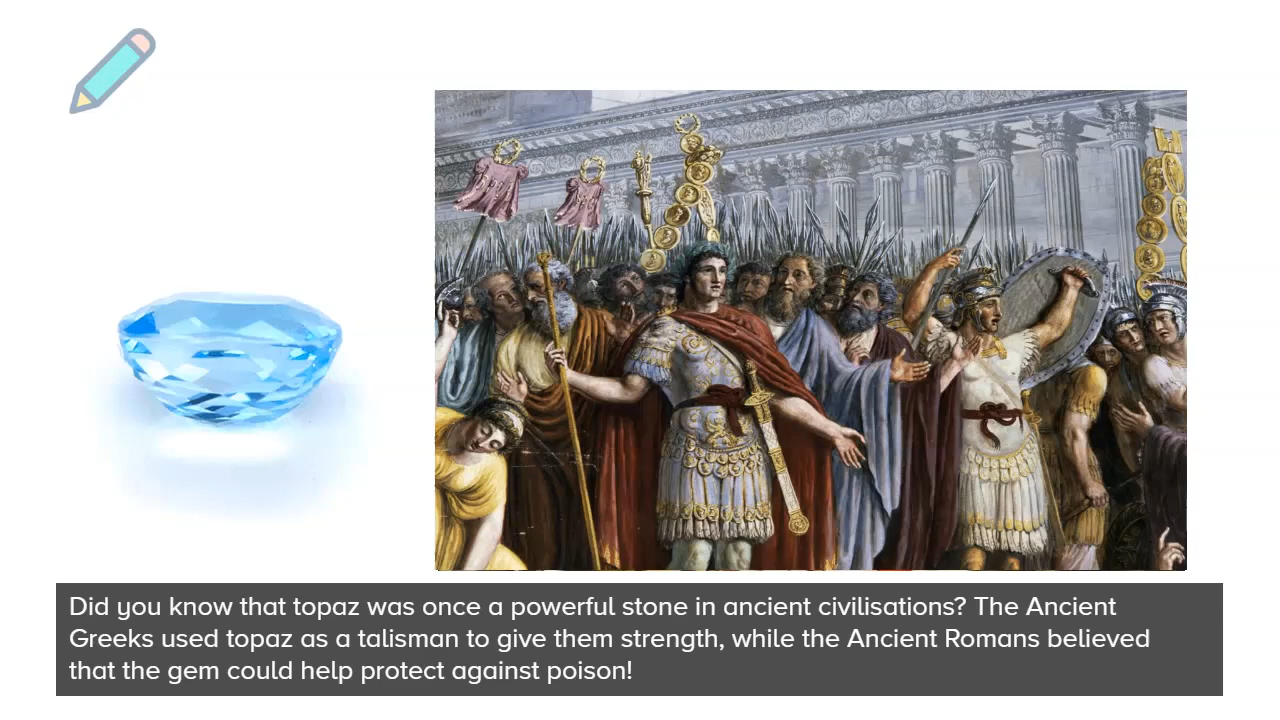 Did you know that topaz was once a powerful stone in ancient civilisations? The Ancient
Greeks used topaz as a talisman to give them strength, while the Ancient Romans believed
that the gem could help protect against poison!